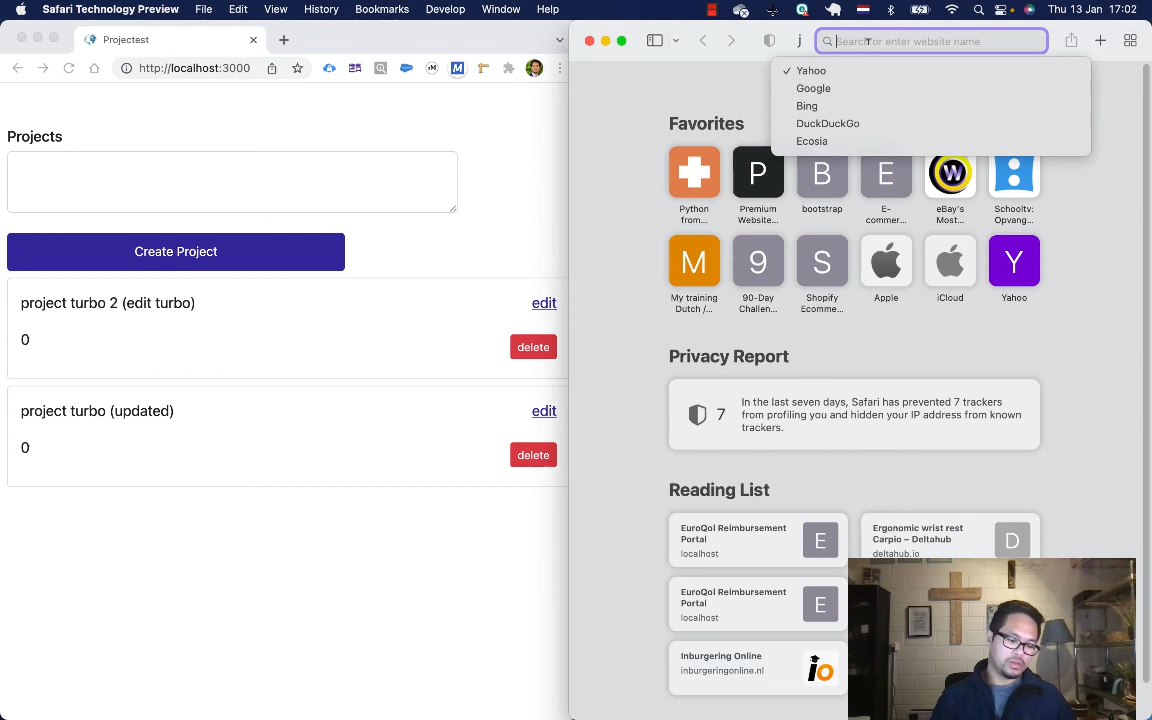 Safari Technology Preview File Edit View History Bookmarks Develop Window Help Thu 13 Jan 17:02
Projectest
http://localhost:3000
Projects
Create Project
project turbo 2 (edit turbo) edit
0
delete
project turbo (updated) edit
0
delete
j Search or enter website name
✓ Yahoo
Google
Bing
DuckDuckGo
Ecosia
Favorites
P B E W
Python from... Premium Website... bootstrap E-commer... eBay's Most... Schooltv: Opvang...
M 9 S Y
My training Dutch /... 90-Day Challen... Shopify Ecomme... Apple iCloud Yahoo
Privacy Report
7
In the last seven days, Safari has prevented 7 trackers
from profiling you and hidden your IP address from known
trackers.
Reading List
EuroQol Reimbursement
Portal
localhost
E
Ergonomic wrist rest
Carpio – Deltahub
deltahub.io
D
EuroQol Reimbursement
Portal
localhost
E
Inburgering Online
inburgeringonline.nl
io